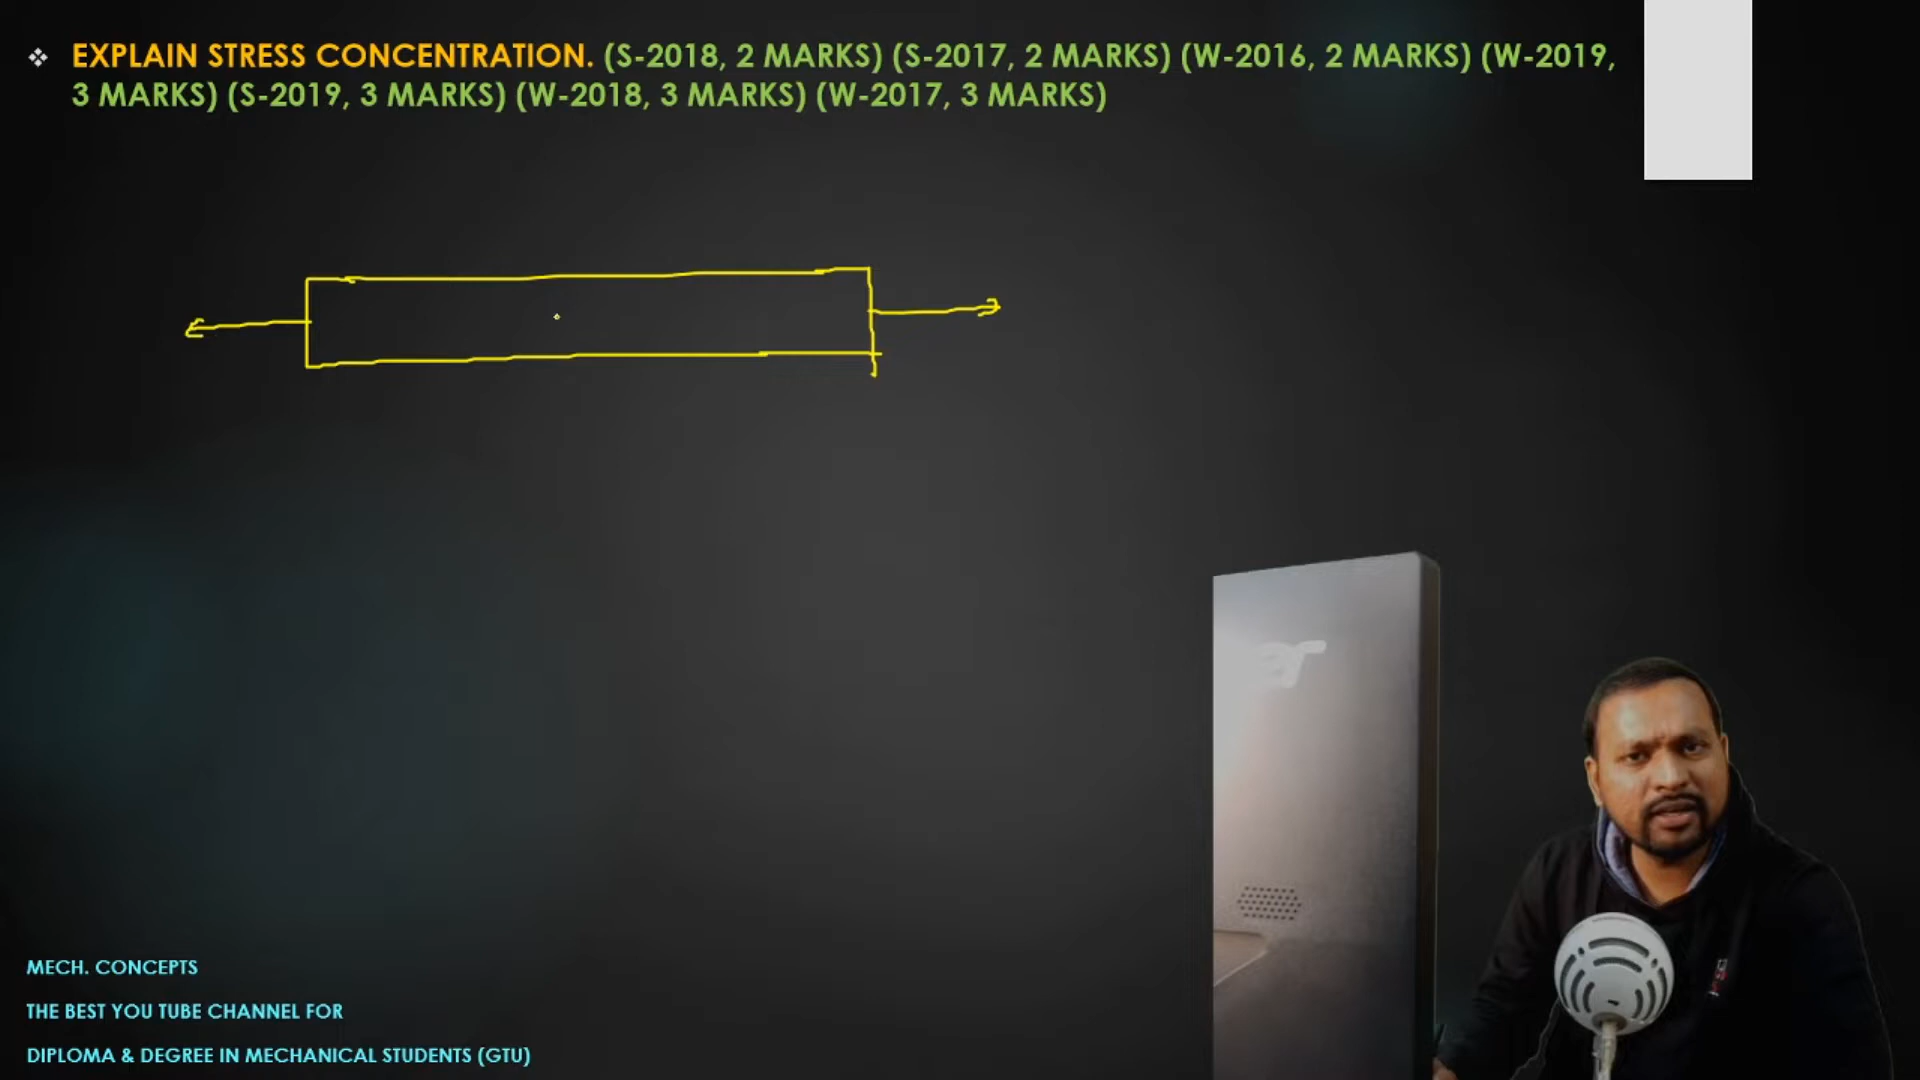 EXPLAIN STRESS CONCENTRATION. (S-2018, 2 MARKS) (S-2017, 2 MARKS) (W-2016, 2 MARKS) (W-2019,
3 MARKS) (S-2019, 3 MARKS) (W-2018, 3 MARKS) (W-2017, 3 MARKS)
MECH. CONCEPTS
THE BEST YOU TUBE CHANNEL FOR
DIPLOMA & DEGREE IN MECHANICAL STUDENTS (GTU)